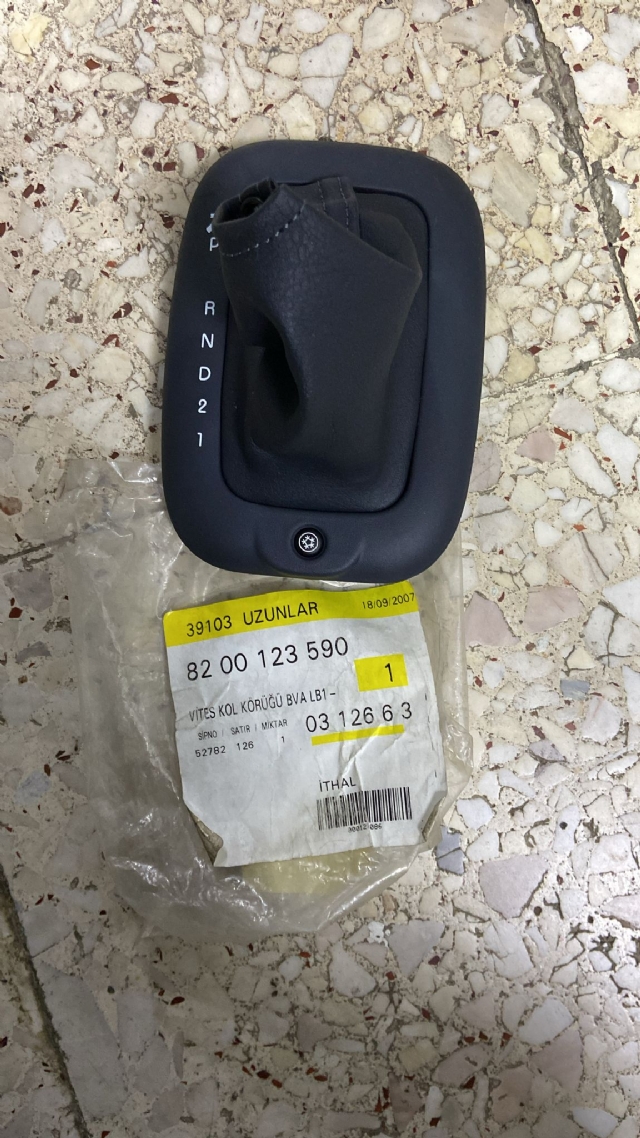 P
R
N
D
2
1
39103 UZUNLAR 18/09/2007
82 00 123 590
1
VİTES KOL KÖRÜĞÜ BVA LB1-
SİPNO / SATIR / MİKTAR
52782 126 1
03 126 6 3
İTHAL